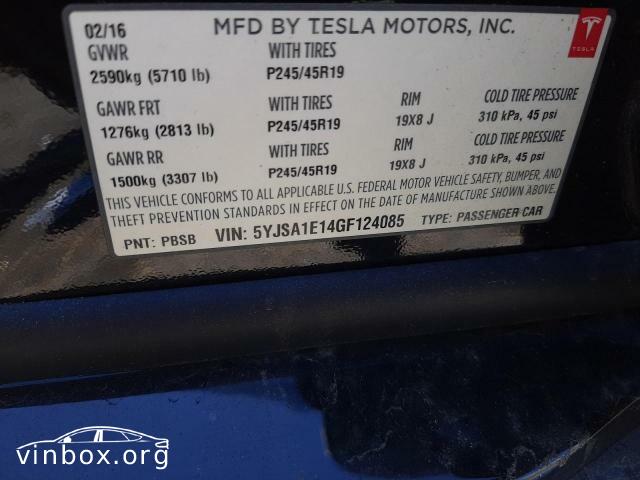 02/16 MFD BY TESLA MOTORS, INC.
TESLA
GVWR WITH TIRES
2590kg (5710 lb) P245/45R19
GAWR FRT WITH TIRES RIM COLD TIRE PRESSURE
1276kg (2813 lb) P245/45R19 19X8 J 310 kPa, 45 psi
GAWR RR WITH TIRES RIM COLD TIRE PRESSURE
1500kg (3307 lb) P245/45R19 19X8 J 310 kPa, 45 psi
THIS VEHICLE CONFORMS TO ALL APPLICABLE U.S. FEDERAL MOTOR VEHICLE SAFETY, BUMPER, AND
THEFT PREVENTION STANDARDS IN EFFECT ON THE DATE OF MANUFACTURE SHOWN ABOVE.
PNT: PBSB VIN: 5YJSA1E14GF124085 TYPE: PASSENGER CAR
vinbox.org